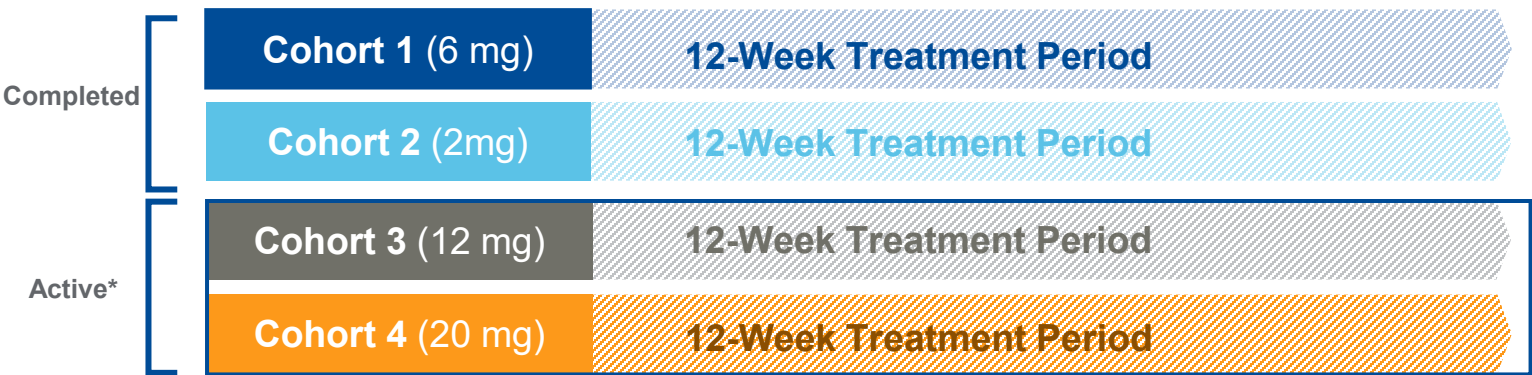 Completed
Cohort 1 (6 mg) 12-Week Treatment Period
Cohort 2 (2mg) 12-Week Treatment Period
Active*
Cohort 3 (12 mg) 12-Week Treatment Period
Cohort 4 (20 mg) 12-Week Treatment Period